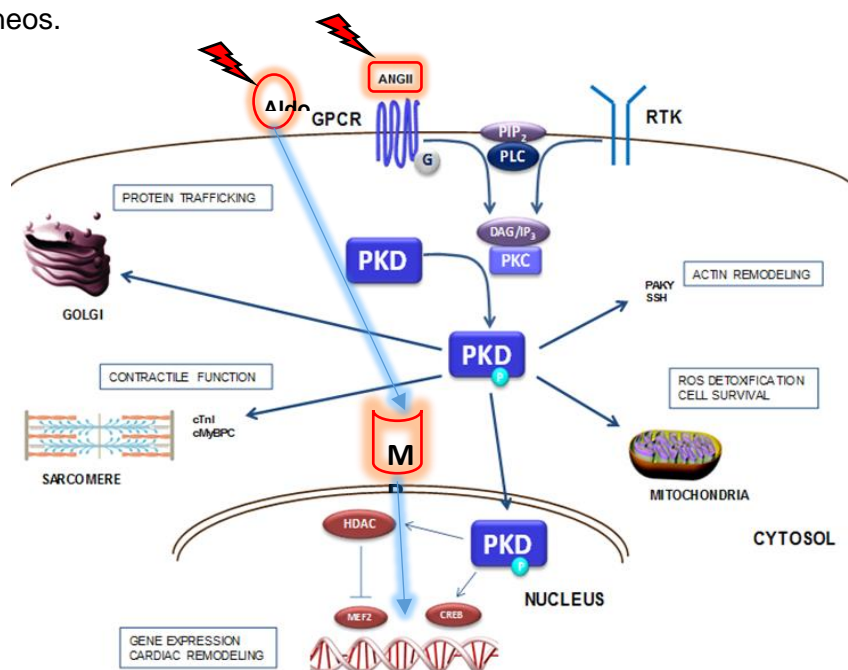 neos.
Aldo
ANGII
GPCR
G
PIP2
PLC
RTK
PROTEIN TRAFFICKING
DAG/IP3
PKC
PKD
GOLGI
ACTIN REMODELING
PAKY
SSH
PKD
P
CONTRACTILE FUNCTION
ROS DETOXIFICATION
CELL SURVIVAL
cTnI
cMyBPC
M
SARCOMERE
MITOCHONDRIA
HDAC
PKD
P
CYTOSOL
NUCLEUS
MEF2
CREB
GENE EXPRESSION
CARDIAC REMODELING